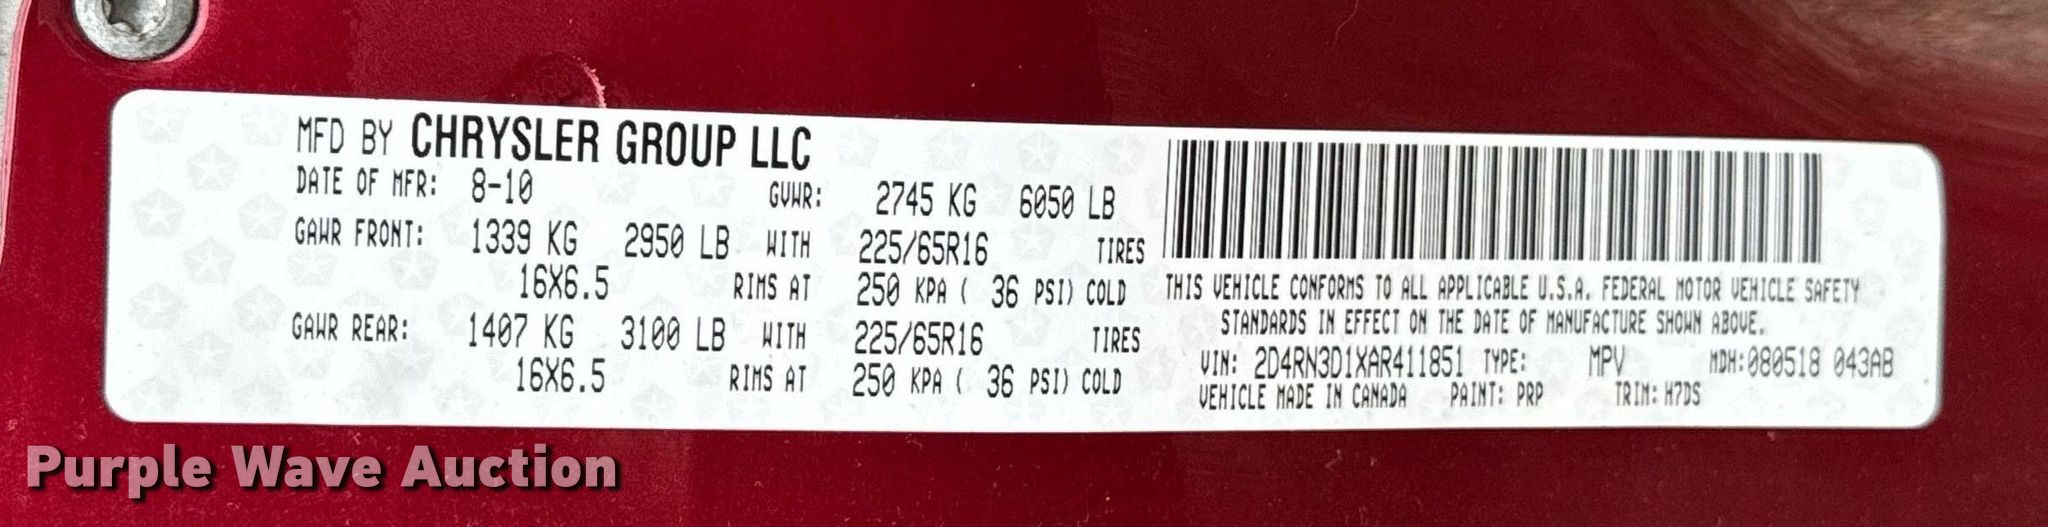 MFD BY CHRYSLER GROUP LLC
DATE OF MFR: 8-10 GVWR: 2745 KG 6050 LB
GAWR FRONT: 1339 KG 2950 LB WITH 225/65R16 TIRES
16X6.5 RIMS AT 250 KPA ( 36 PSI) COLD
GAWR REAR: 1407 KG 3100 LB WITH 225/65R16 TIRES
16X6.5 RIMS AT 250 KPA ( 36 PSI) COLD
THIS VEHICLE CONFORMS TO ALL APPLICABLE U.S.A. FEDERAL MOTOR VEHICLE SAFETY
STANDARDS IN EFFECT ON THE DATE OF MANUFACTURE SHOWN ABOVE.
VIN: 2D4RN3D1XAR411851 TYPE: MPV MDH:080518 043AB
VEHICLE MADE IN CANADA PAINT: PRP TRIM: H7DS
Purple Wave Auction